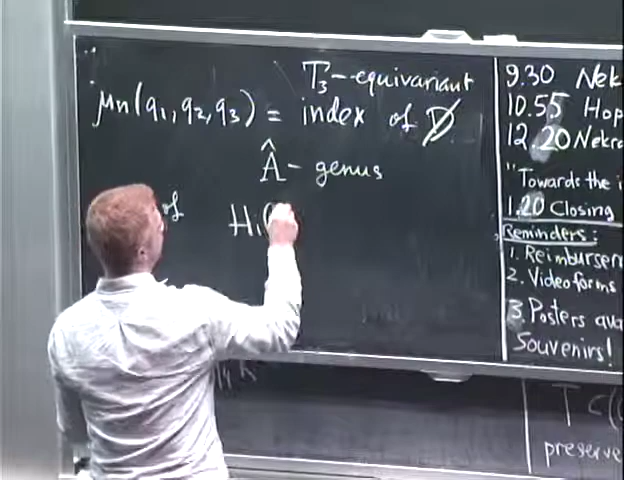 T₃-equivariant
μn(q₁,q₂,q₃) = index of D̸
Â - genus
of Hi
9.30 Nek
10.55 Hop
12.20 Nekra
"Towards the i
1.20 Closing
Reminders:
1. Reimbursem
2. Video forms
3. Posters ava
Souvenirs!
T C(
preserve